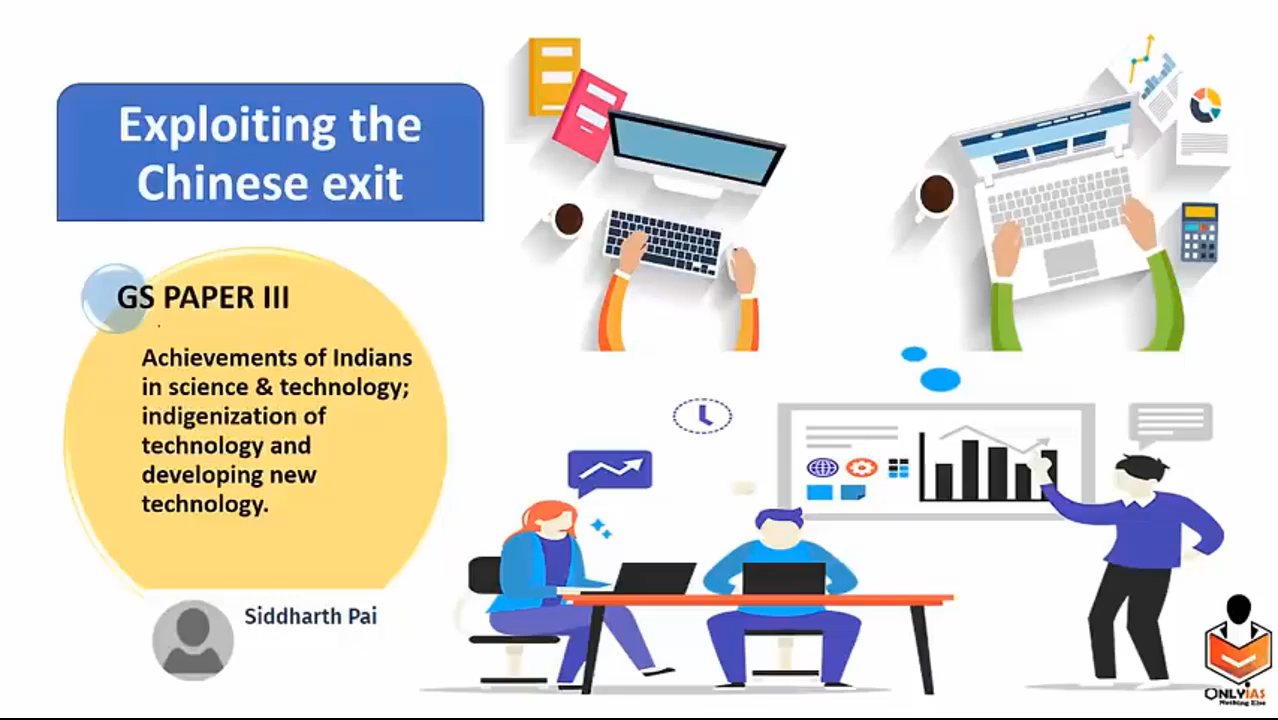 Exploiting the
Chinese exit
GS PAPER III
Achievements of Indians
in science & technology;
indigenization of
technology and
developing new
technology.
Siddharth Pai
ONLYIAS
Nothing Else